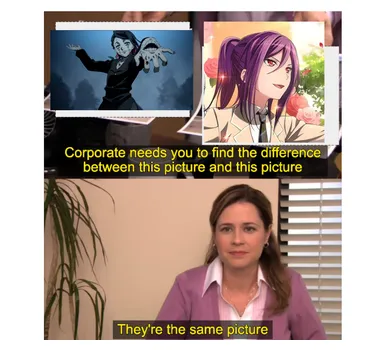 Corporate needs you to find the difference
between this picture and this picture
They're the same picture